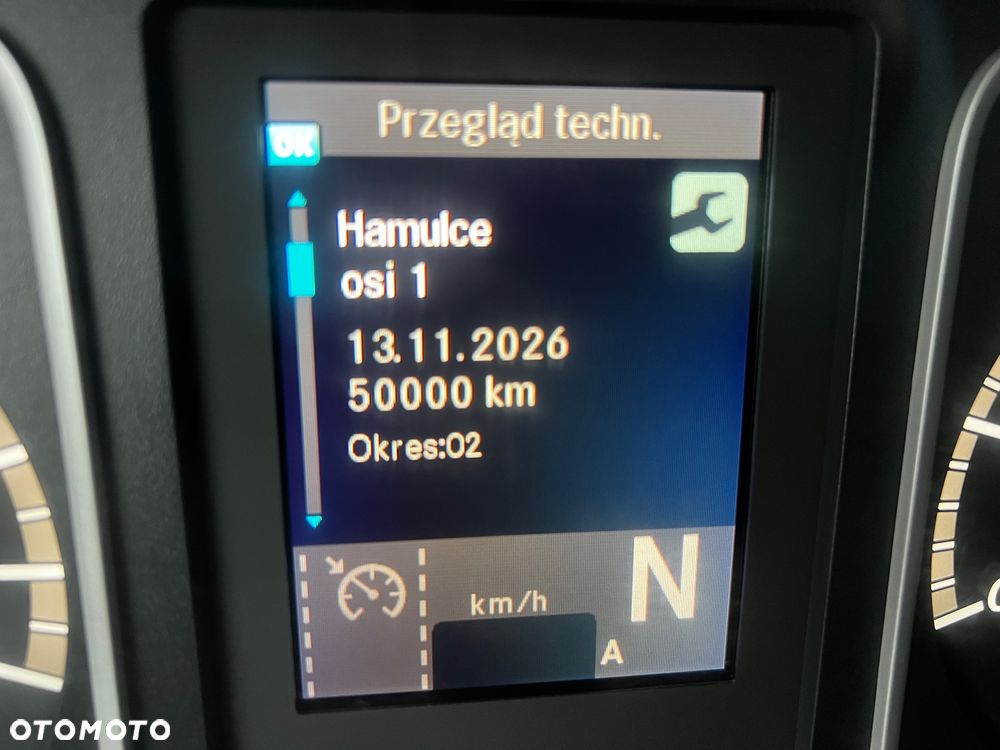 Przegląd techn.
OK
Hamulce
osi 1
13.11.2026
50000 km
Okres:02
km/h
N
A
OTOMOTO